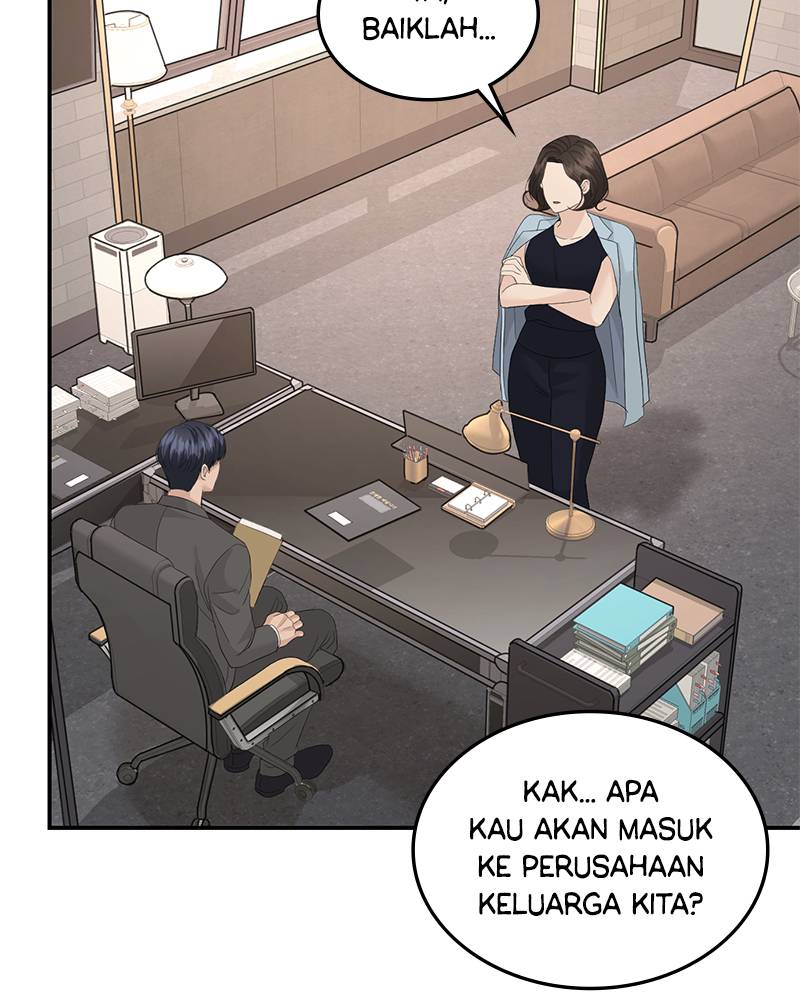 BAIKLAH...
KAK... APA
KAU AKAN MASUK
KE PERUSAHAAN
KELUARGA KITA?